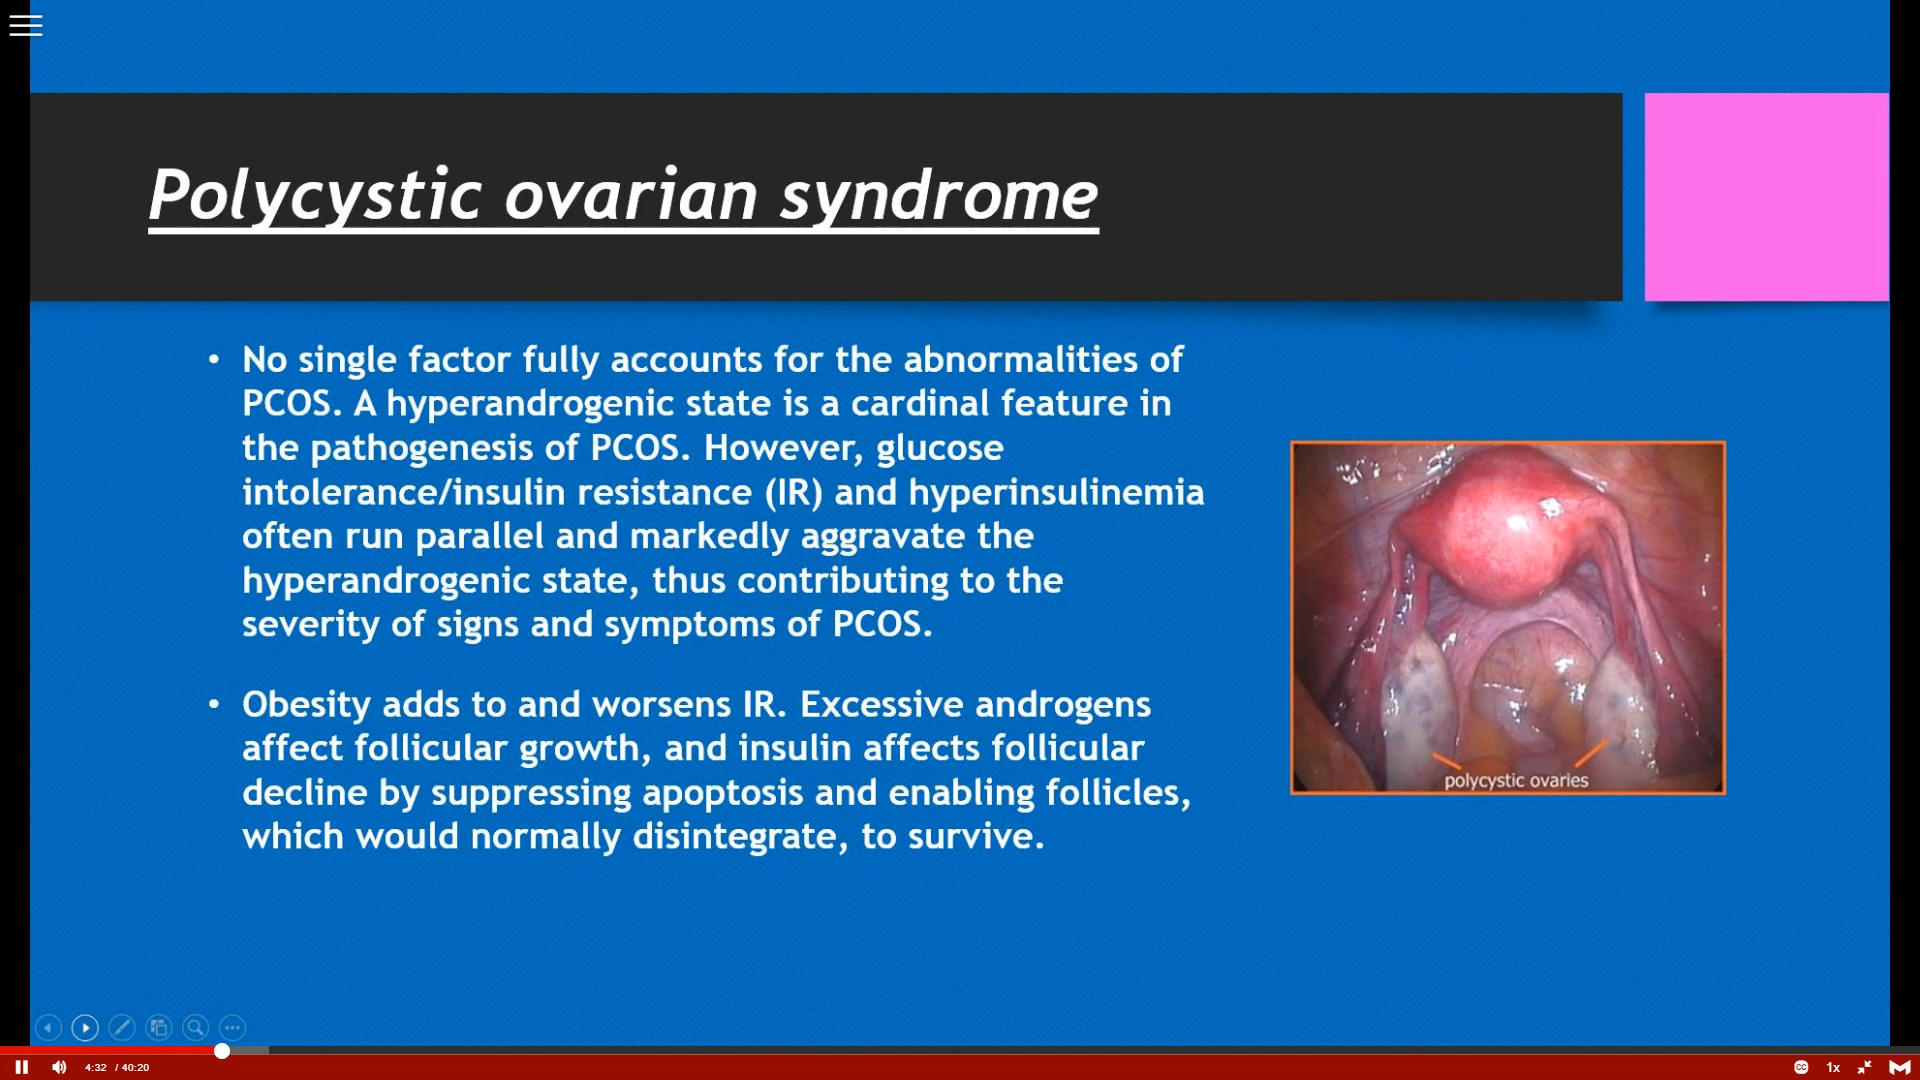 Polycystic ovarian syndrome
• No single factor fully accounts for the abnormalities of
PCOS. A hyperandrogenic state is a cardinal feature in
the pathogenesis of PCOS. However, glucose
intolerance/insulin resistance (IR) and hyperinsulinemia
often run parallel and markedly aggravate the
hyperandrogenic state, thus contributing to the
severity of signs and symptoms of PCOS.
• Obesity adds to and worsens IR. Excessive androgens
affect follicular growth, and insulin affects follicular
decline by suppressing apoptosis and enabling follicles,
which would normally disintegrate, to survive.
polycystic ovaries
4:32 / 40:20
CC
1x